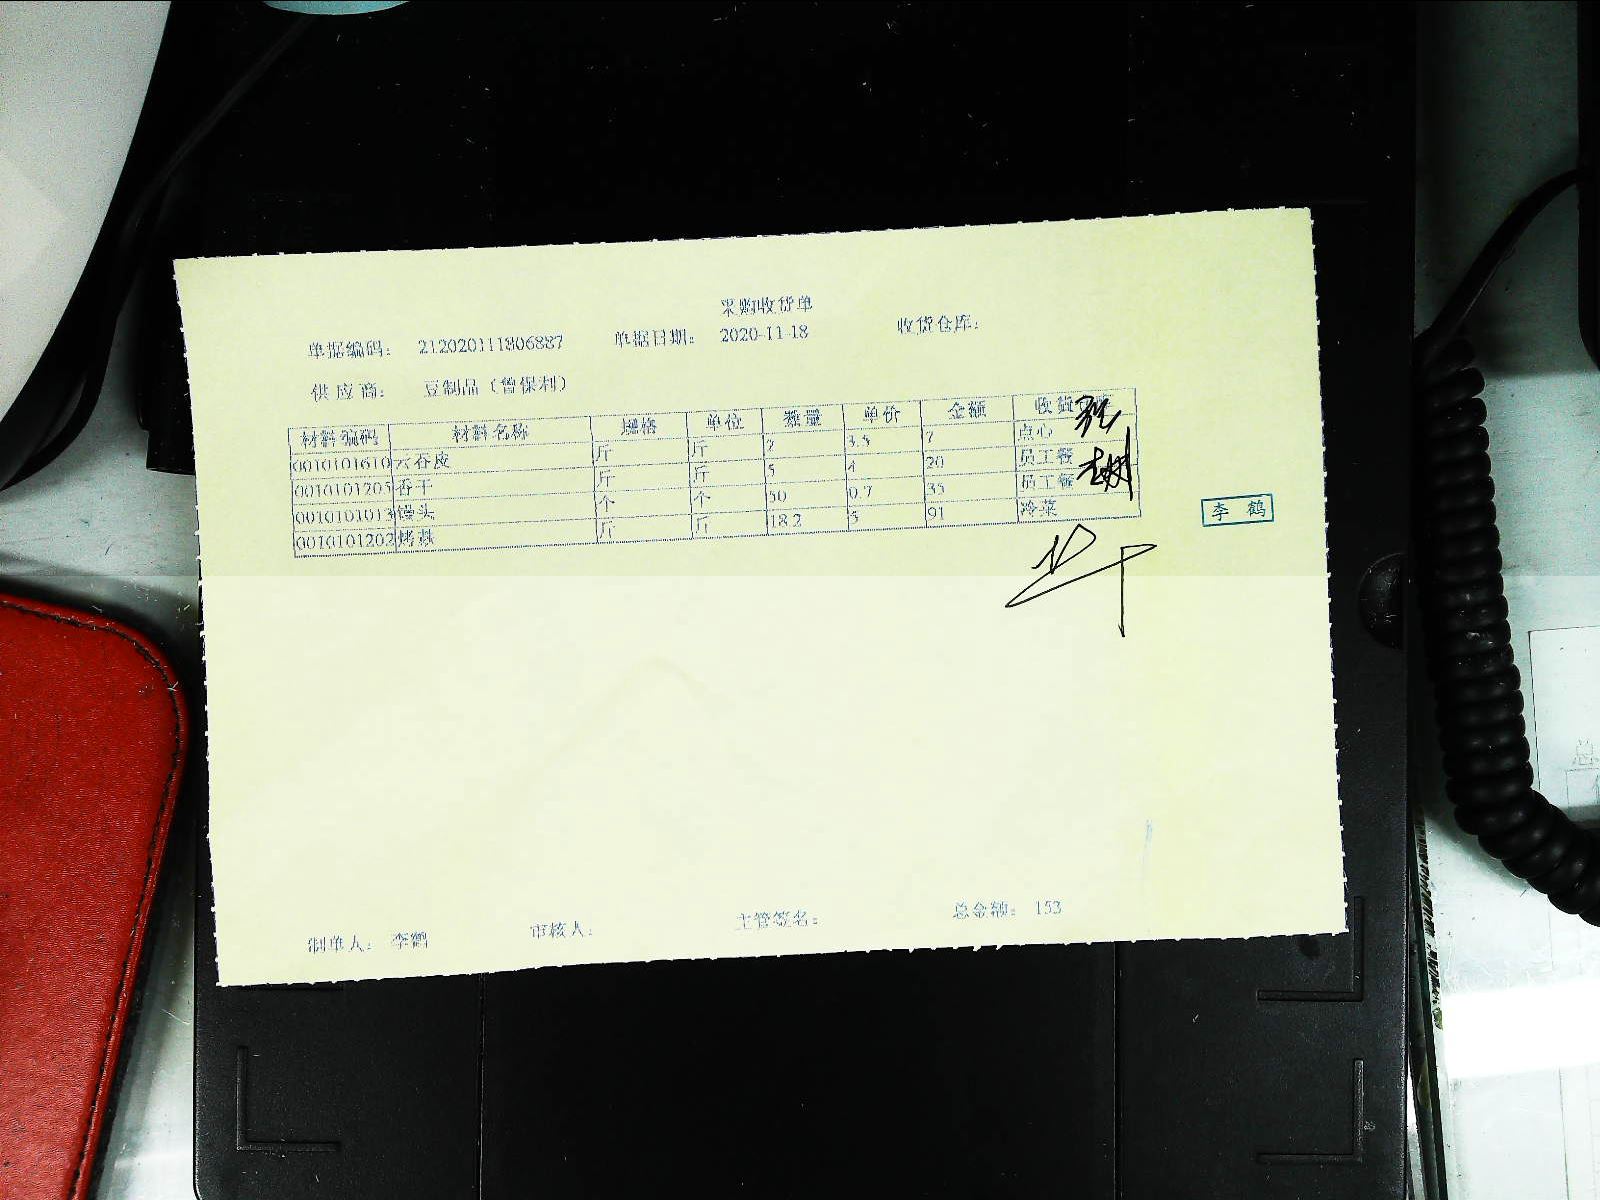 采购收货单
单据编码： 212020111806887 单据日期： 2020-11-18 收货仓库：
供应商： 豆制品（曾保利）
材料编码 材料名称 规格 单位 数量 单价 金额 收货
0010101610 云吞皮 斤 斤 2 3.5 7 点心
0010101205 香干 斤 斤 5 4 20 员工餐
0010101013 馒头 个 个 50 0.7 35 员工餐
0010101202 烤麸 斤 斤 18.2 5 91 冷菜
李鹤
制单人： 李鹤 审核人： 主管签名： 总金额： 153